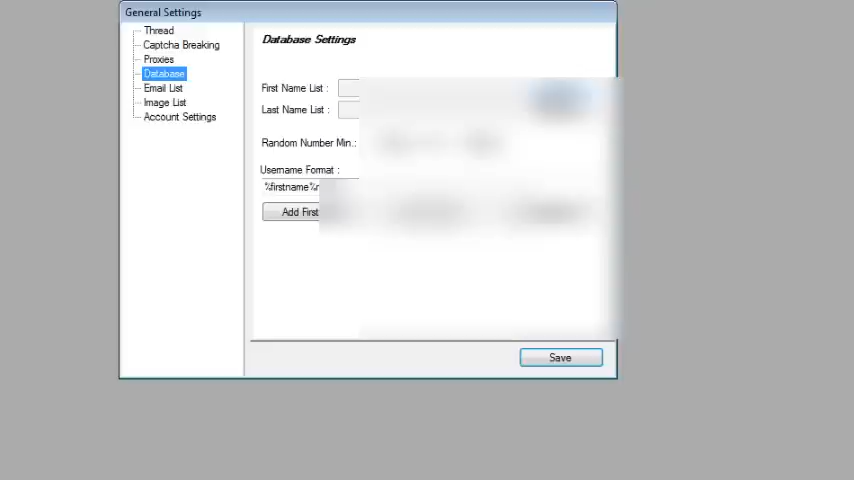 General Settings
Thread
Captcha Breaking
Proxies
Database
Email List
Image List
Account Settings
Database Settings
First Name List :
Last Name List :
Random Number Min.:
Username Format :
%firstname%r
Add First
Save